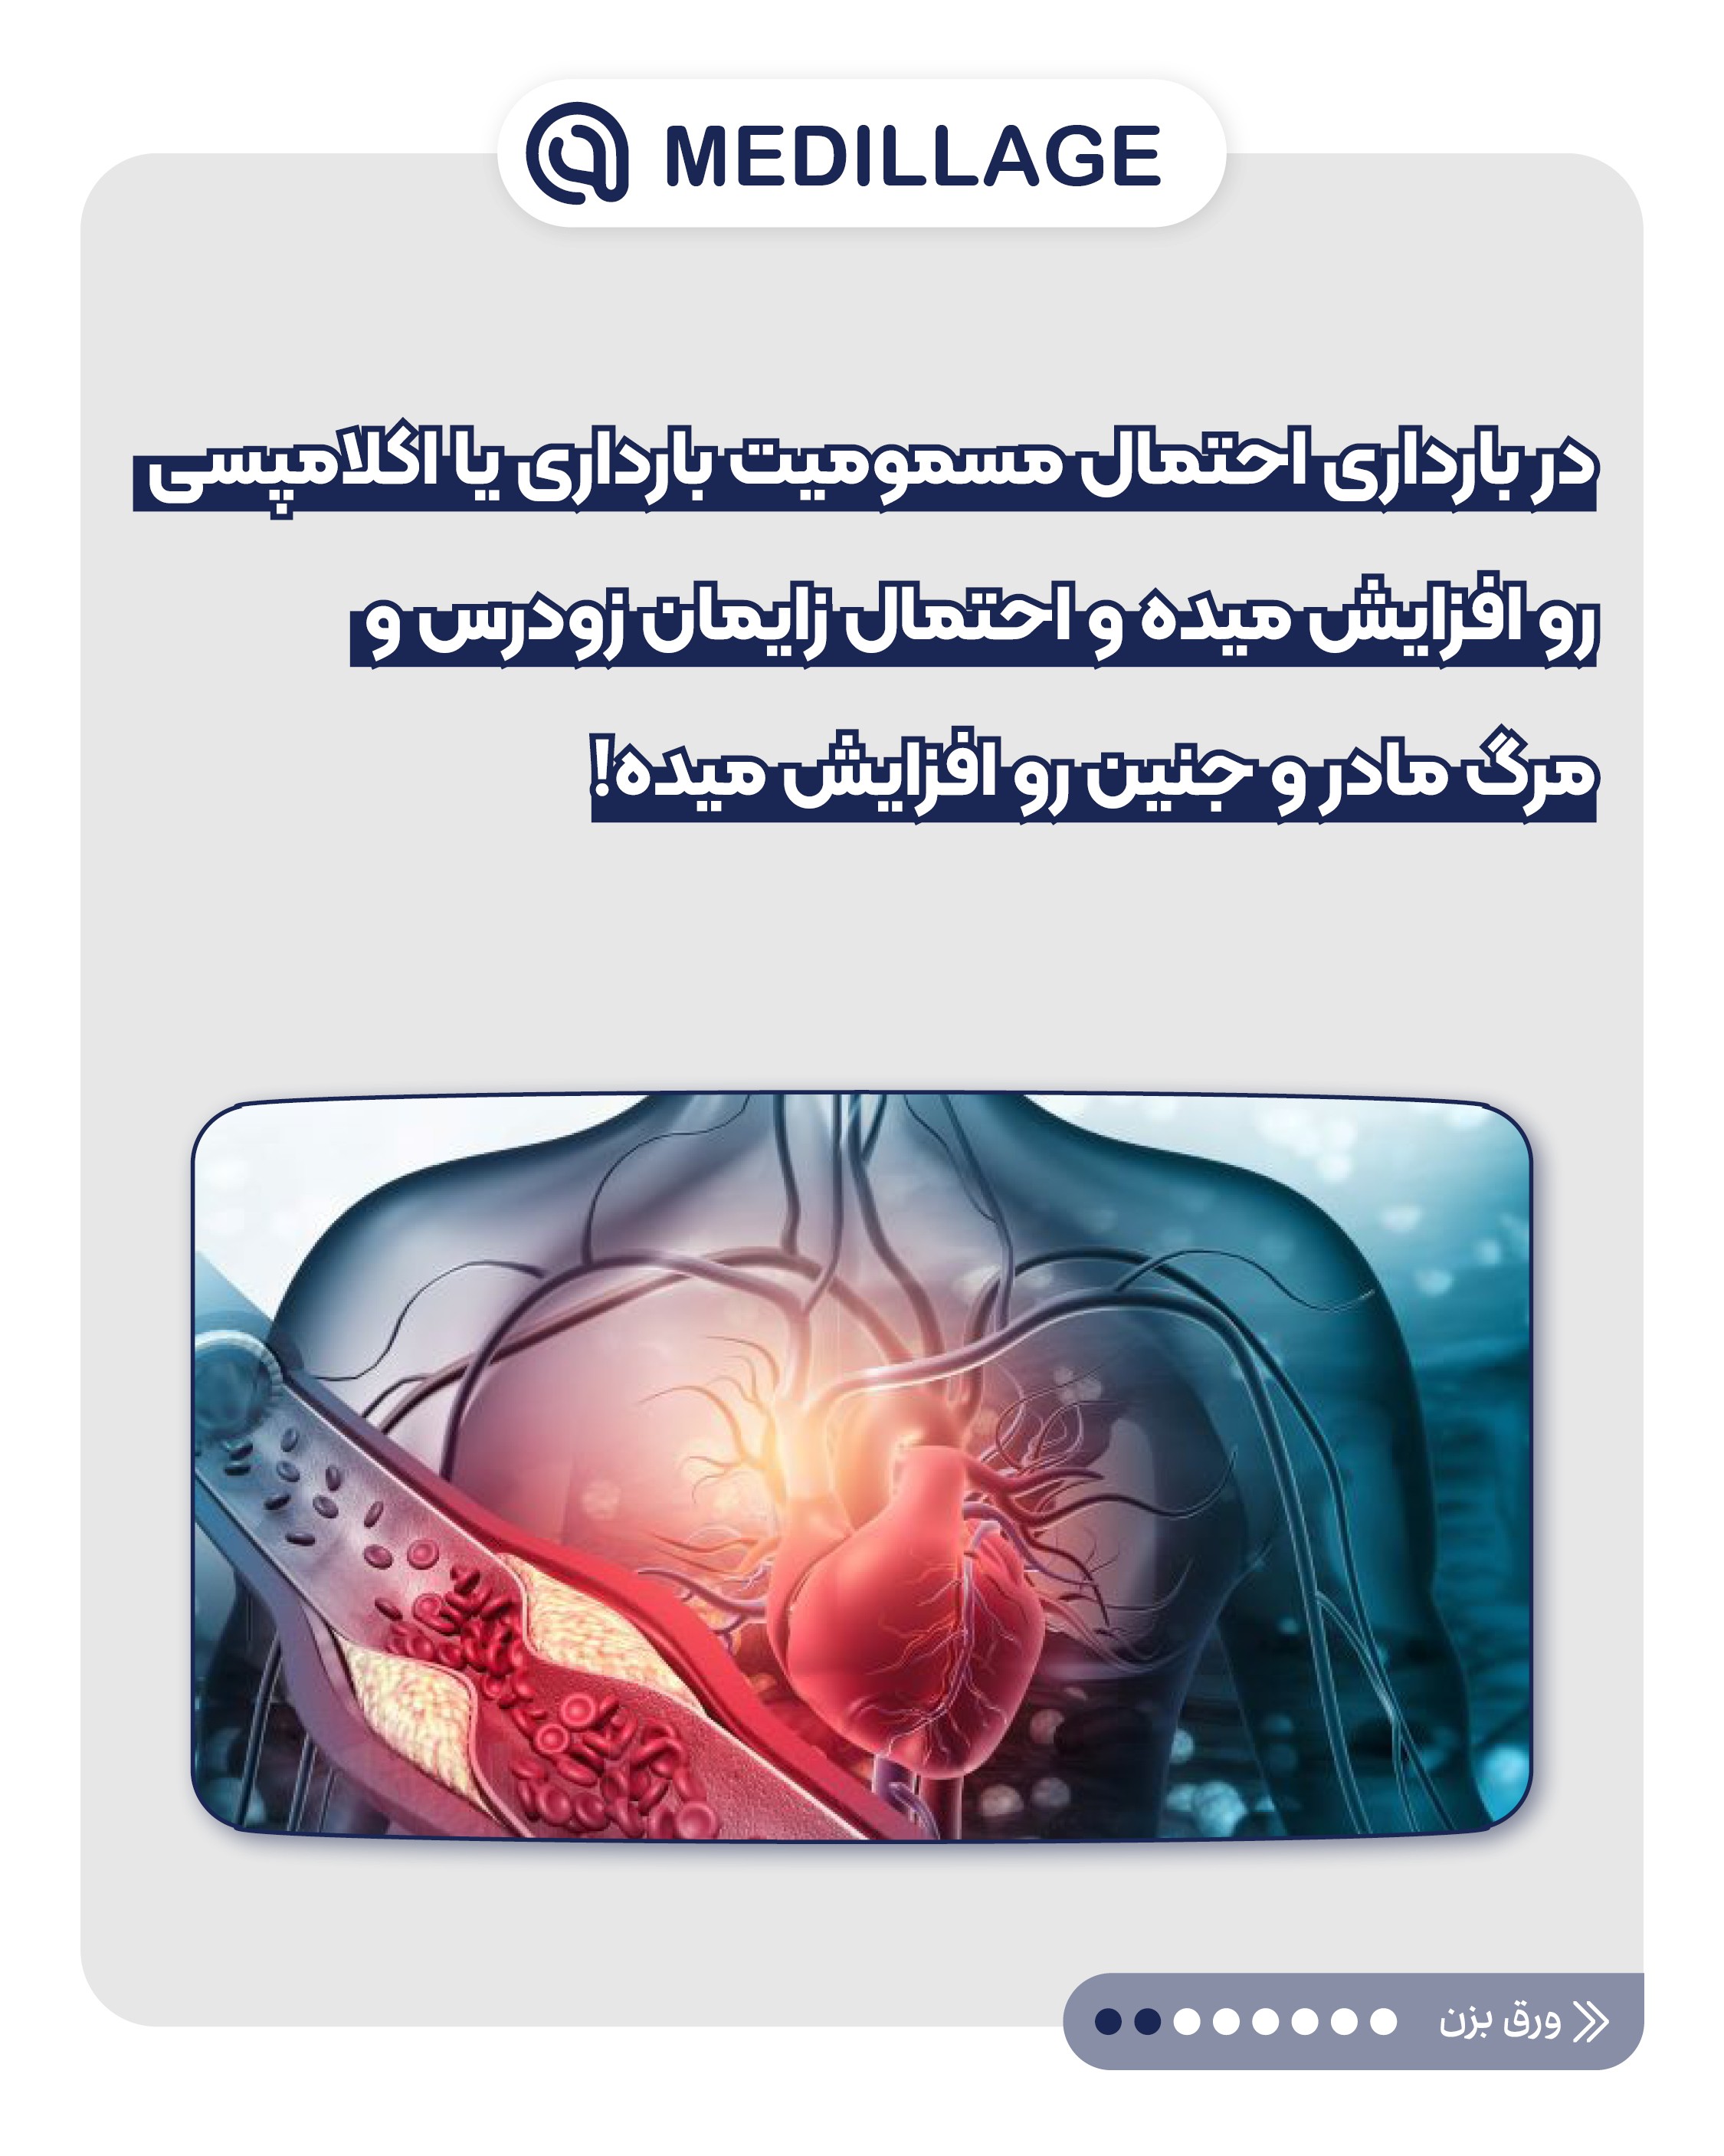 MEDILLAGE
در بارداری احتمال مسمومیت بارداری یا اکلامپسی
رو افزایش میده و احتمال زایمان زودرس و
مرگ مادر و جنین رو افزایش میده!
ورق بزن